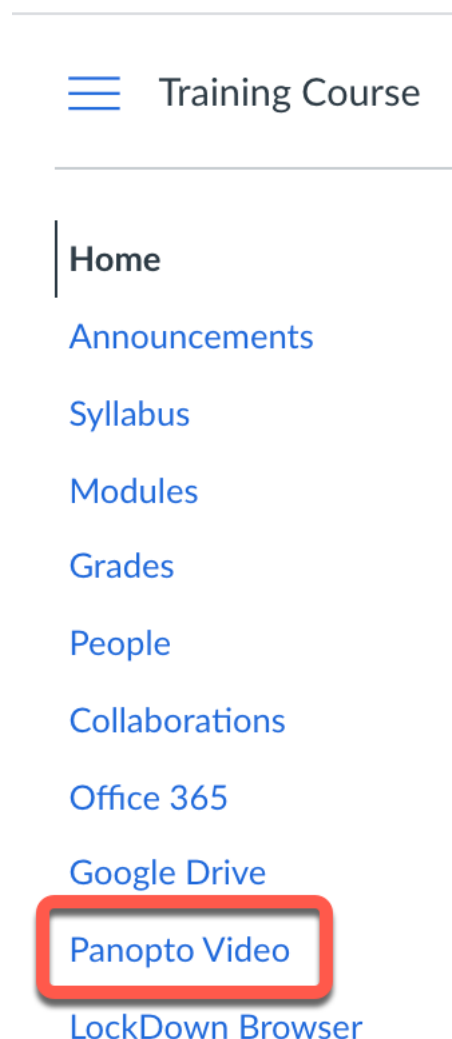 Training Course
Home
Announcements
Syllabus
Modules
Grades
People
Collaborations
Office 365
Google Drive
Panopto Video
LockDown Browser